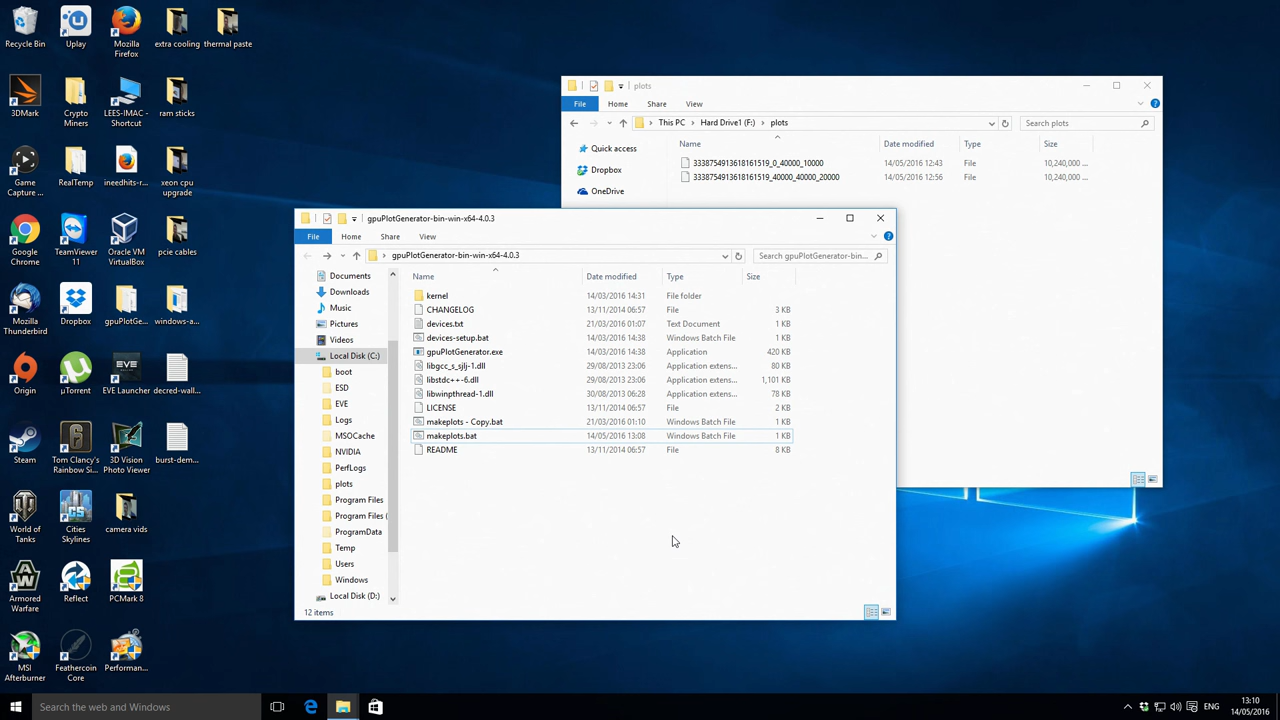 Recycle Bin
Uplay
Mozilla
Firefox
extra cooling
thermal paste
3DMark
Crypto
Miners
LEES-IMAC -
Shortcut
ram sticks
Game
Capture ...
RealTemp
ineedhits-r...
xeon cpu
upgrade
Google
Chrome
TeamViewer
11
Oracle VM
VirtualBox
pcie cables
Mozilla
Thunderbird
Dropbox
gpuPlotGe...
windows-a...
Origin
µTorrent
EVE Launcher
decred-wall...
Steam
Tom Clancy's
Rainbow Si...
3D Vision
Photo Viewer
burst-dem...
World of
Tanks
Cities
Skylines
camera vids
Armored
Warfare
Reflect
PCMark 8
MSI
Afterburner
Feathercoin
Core
Performan...
plots
File Home Share View
This PC Hard Drive1 (F:) plots
Search plots
Quick access
Dropbox
OneDrive
Name Date modified Type Size
3338754913618161519_0_40000_10000 14/05/2016 12:43 File 10,240,000 ...
3338754913618161519_40000_40000_20000 14/05/2016 12:56 File 10,240,000 ...
gpuPlotGenerator-bin-win-x64-4.0.3
File Home Share View
gpuPlotGenerator-bin-win-x64-4.0.3
Search gpuPlotGenerator-bin...
Documents
Downloads
Music
Pictures
Videos
Local Disk (C:)
boot
ESD
EVE
Logs
MSOCache
NVIDIA
PerfLogs
plots
Program Files
Program Files (
ProgramData
Temp
Users
Windows
Local Disk (D:)
Name Date modified Type Size
kernel 14/03/2016 14:31 File folder
CHANGELOG 13/11/2014 06:57 File 3 KB
devices.txt 21/03/2016 01:07 Text Document 1 KB
devices-setup.bat 14/03/2016 14:38 Windows Batch File 1 KB
gpuPlotGenerator.exe 14/03/2016 14:38 Application 420 KB
libgcc_s_sjlj-1.dll 29/08/2013 23:06 Application extens... 80 KB
libstdc++-6.dll 29/08/2013 23:06 Application extens... 1,101 KB
libwinpthread-1.dll 30/08/2013 06:28 Application extens... 78 KB
LICENSE 13/11/2014 06:57 File 2 KB
makeplots - Copy.bat 21/03/2016 01:10 Windows Batch File 1 KB
makeplots.bat 14/05/2016 13:08 Windows Batch File 1 KB
README 13/11/2014 06:57 File 8 KB
12 items
Search the web and Windows
ENG
13:10
14/05/2016